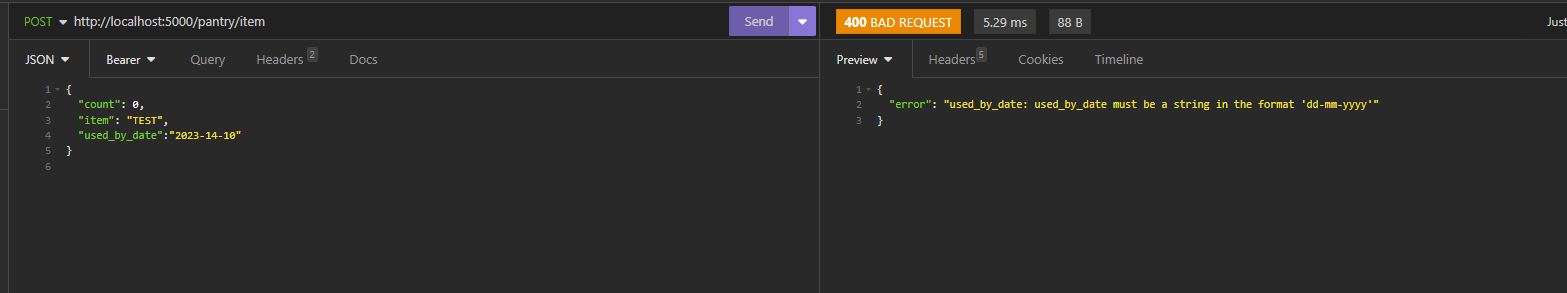 POST http://localhost:5000/pantry/item Send 400 BAD REQUEST 5.29 ms 88 B Just
JSON Bearer Query Headers 2 Docs Preview Headers 5 Cookies Timeline
1 {
2 "count": 0,
3 "item": "TEST",
4 "used_by_date":"2023-14-10"
5 }
6
1 {
2 "error": "used_by_date: used_by_date must be a string in the format 'dd-mm-yyyy'"
3 }